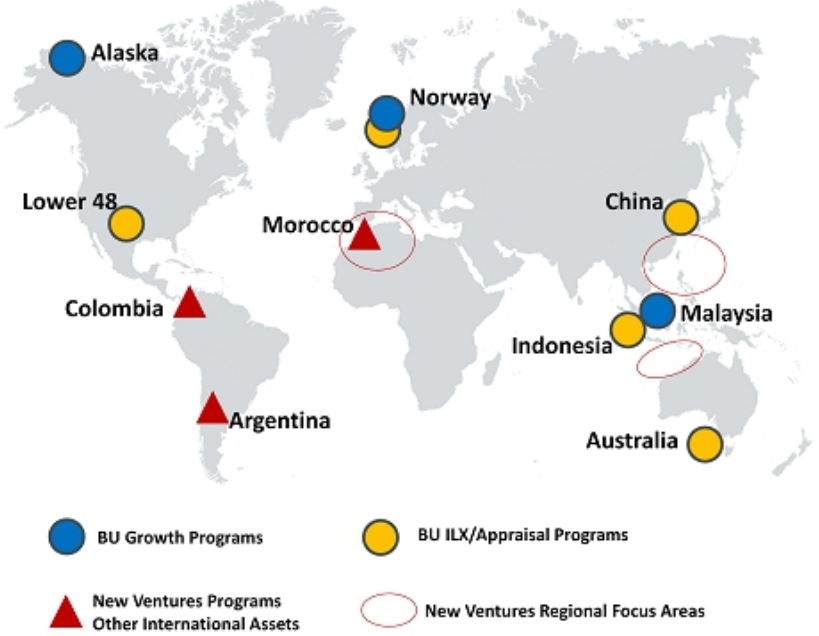 Alaska
Norway
Lower 48
China
Morocco
Colombia
Malaysia
Indonesia
Argentina
Australia
BU Growth Programs
BU ILX/Appraisal Programs
New Ventures Programs
Other International Assets
New Ventures Regional Focus Areas